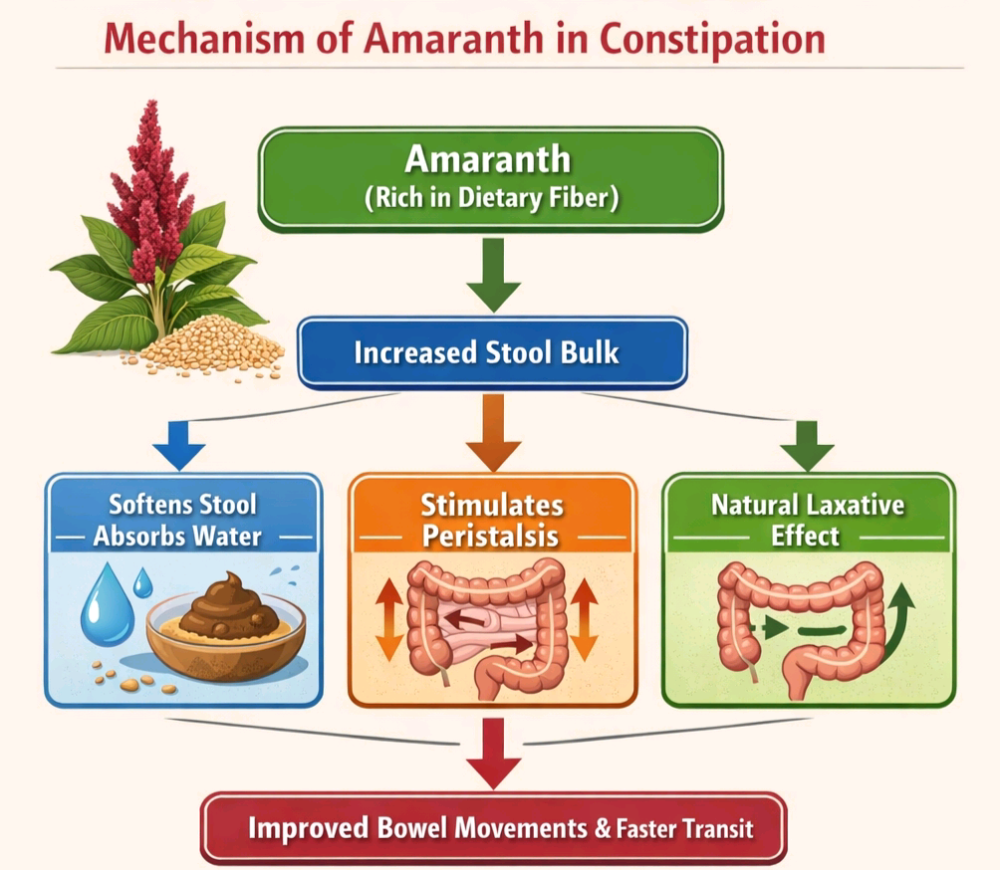 Mechanism of Amaranth in Constipation
Amaranth
(Rich in Dietary Fiber)
Increased Stool Bulk
Softens Stool
Absorbs Water
Stimulates
Peristalsis
Natural Laxative
Effect
Improved Bowel Movements & Faster Transit